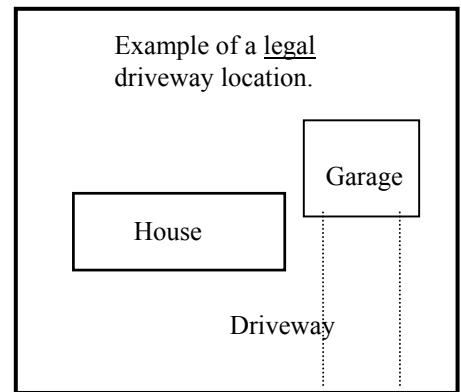 Example of a legal
driveway location.
Garage
House
Driveway